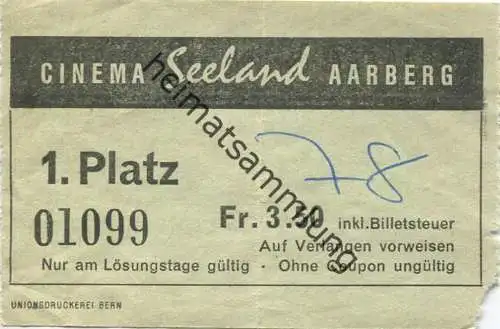 CINEMA Seeland AARBERG
1. Platz
78
01099
Fr. 3.50 inkl.Billetsteuer
Auf Verlangen vorweisen
Nur am Lösungstage gültig · Ohne Coupon ungültig
UNIONSDRUCKEREI BERN
heimatsammlung